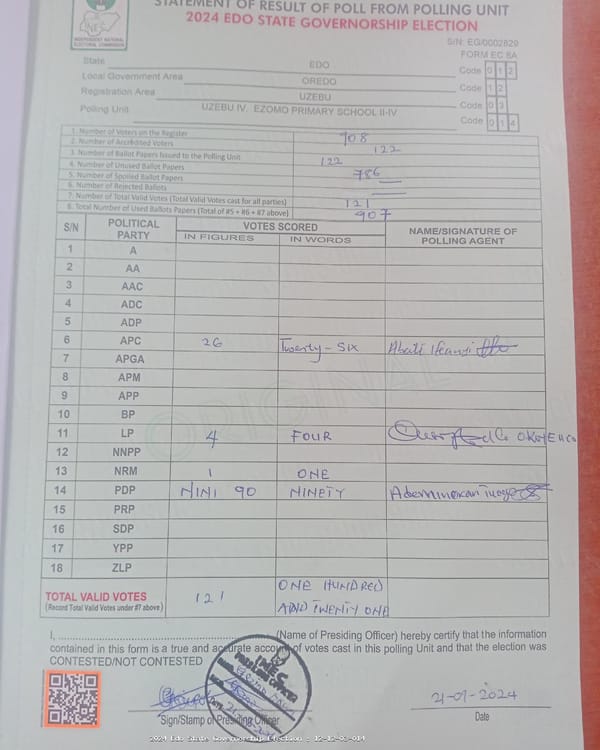 STATEMENT OF RESULT OF POLL FROM POLLING UNIT
2024 EDO STATE GOVERNORSHIP ELECTION
INEC
INDEPENDENT NATIONAL ELECTORAL COMMISSION
S/N: EG/0002829
FORM EC 8A
State EDO Code 0 1 2
Local Government Area OREDO Code 1 2
Registration Area UZEBU Code 0 3
Polling Unit UZEBU IV. EZOMO PRIMARY SCHOOL II-IV Code 0 1 4
1. Number of Voters on the Register 908
2. Number of Accredited Voters 122
3. Number of Ballot Papers Issued to the Polling Unit 122
4. Number of Unused Ballot Papers 786
5. Number of Spoiled Ballot Papers —
6. Number of Rejected Ballots —
7. Number of Total Valid Votes (Total Valid Votes cast for all parties) 121
8. Total Number of Used Ballots Papers (Total of #5 + #6 + #7 above) 907
S/N POLITICAL PARTY VOTES SCORED NAME/SIGNATURE OF POLLING AGENT
IN FIGURES IN WORDS
1 A
2 AA
3 AAC
4 ADC
5 ADP
6 APC 26 Twenty-Six Abali Ifeanyi
7 APGA
8 APM
9 APP
10 BP
11 LP 4 FOUR
12 NNPP
13 NRM 1 ONE
14 PDP NINI 90 NINETY
15 PRP
16 SDP
17 YPP
18 ZLP
ORIGINAL
TOTAL VALID VOTES (Record Total Valid Votes under #7 above) 121 ONE HUNDRED AND TWENTY ONE
I, (Name of Presiding Officer) hereby certify that the information
contained in this form is a true and accurate account of votes cast in this polling Unit and that the election was
CONTESTED/NOT CONTESTED
INEC
PRESIDING OFFICER
21-09-2024
Sign/Stamp of Presiding Officer Date
2024 Edo State Governorship Election : 12-12-03-014